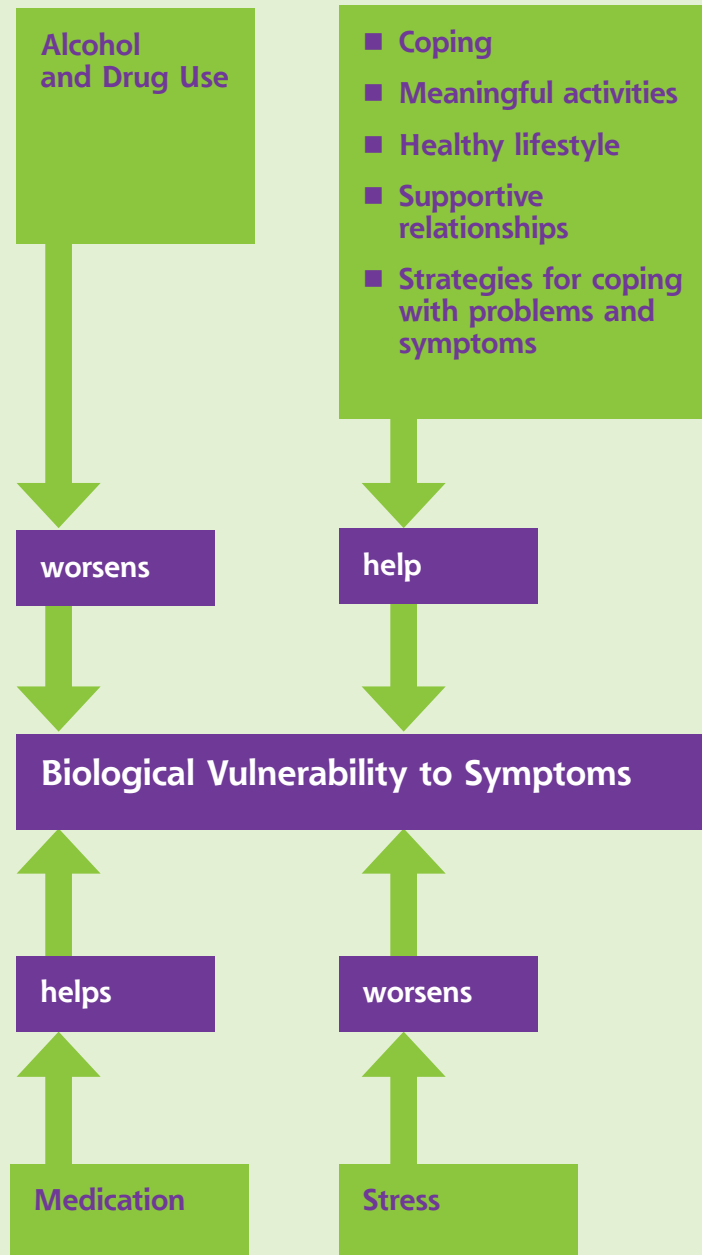 Alcohol
and Drug Use
■ Coping
■ Meaningful activities
■ Healthy lifestyle
■ Supportive
relationships
■ Strategies for coping
with problems and
symptoms
worsens
help
Biological Vulnerability to Symptoms
helps
worsens
Medication
Stress